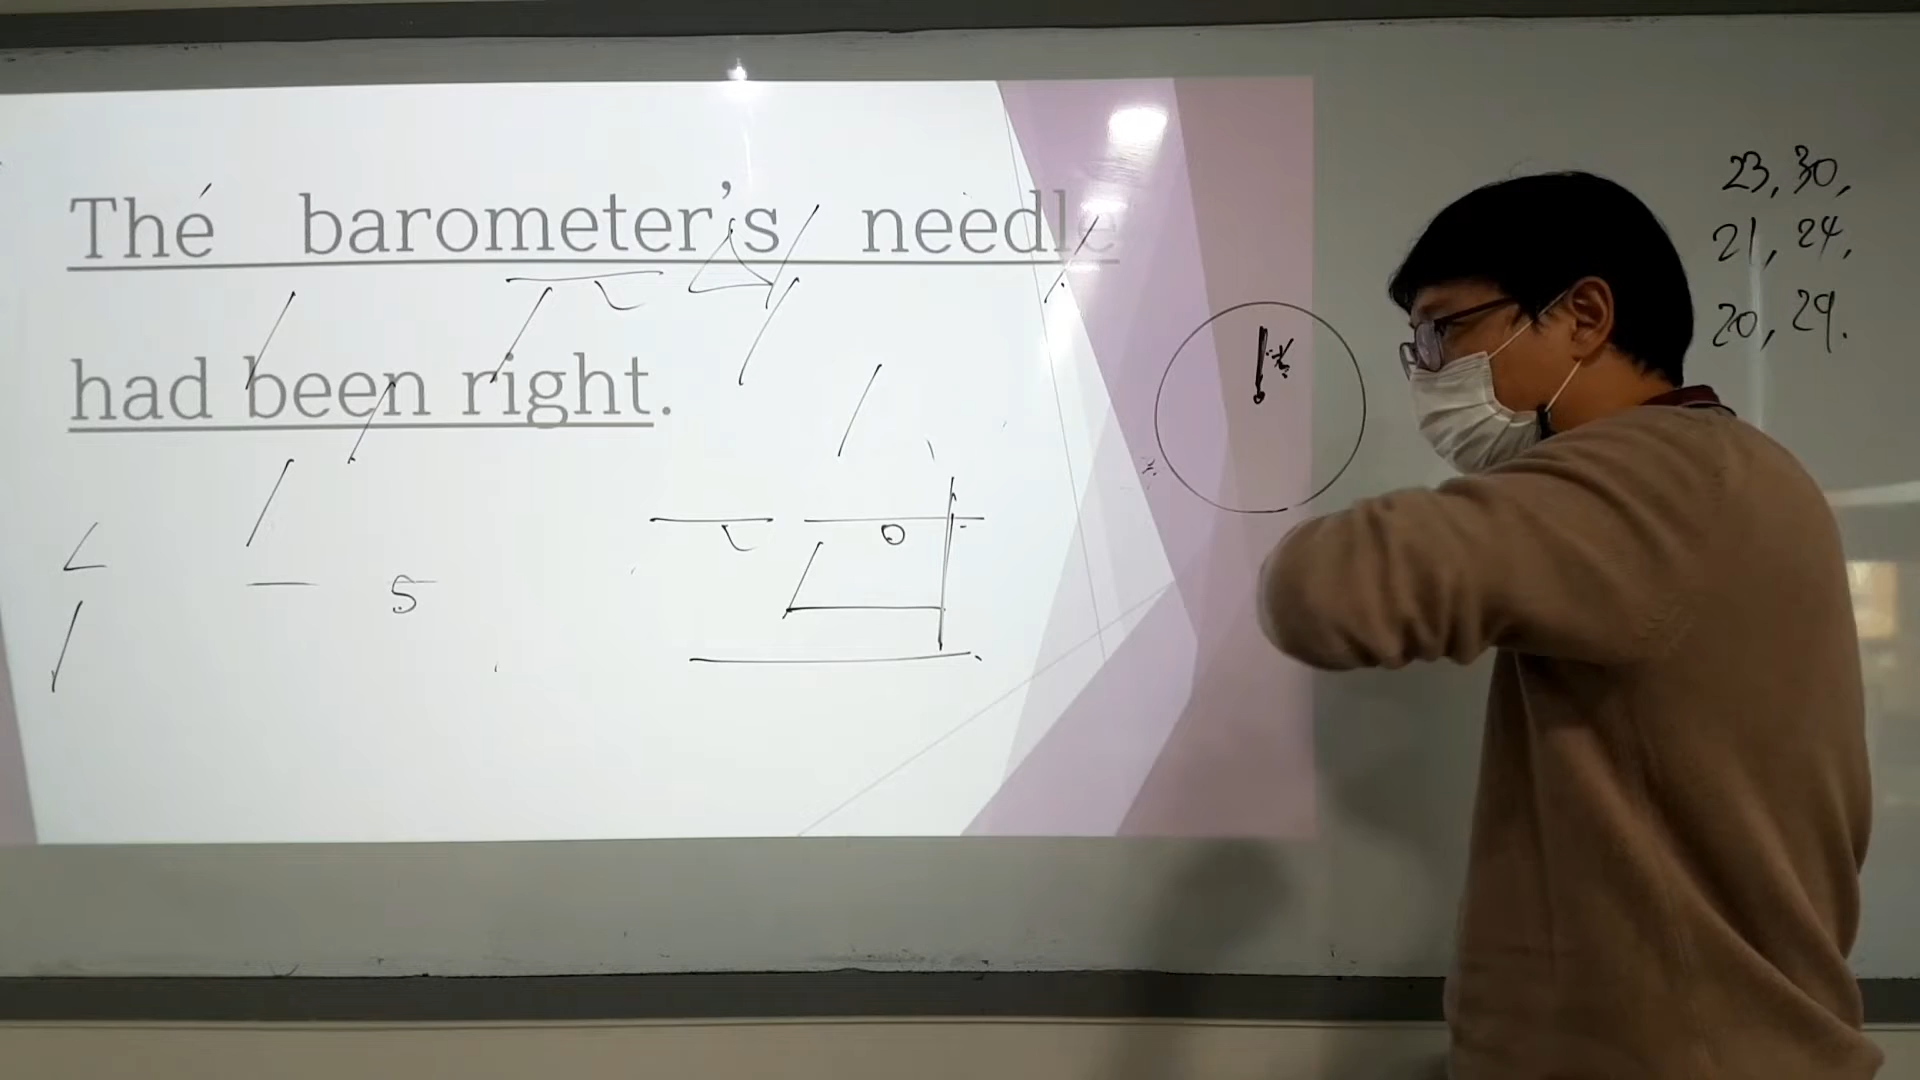 The barometer's needle
had been right.
23, 30,
21, 24,
20, 29.
S